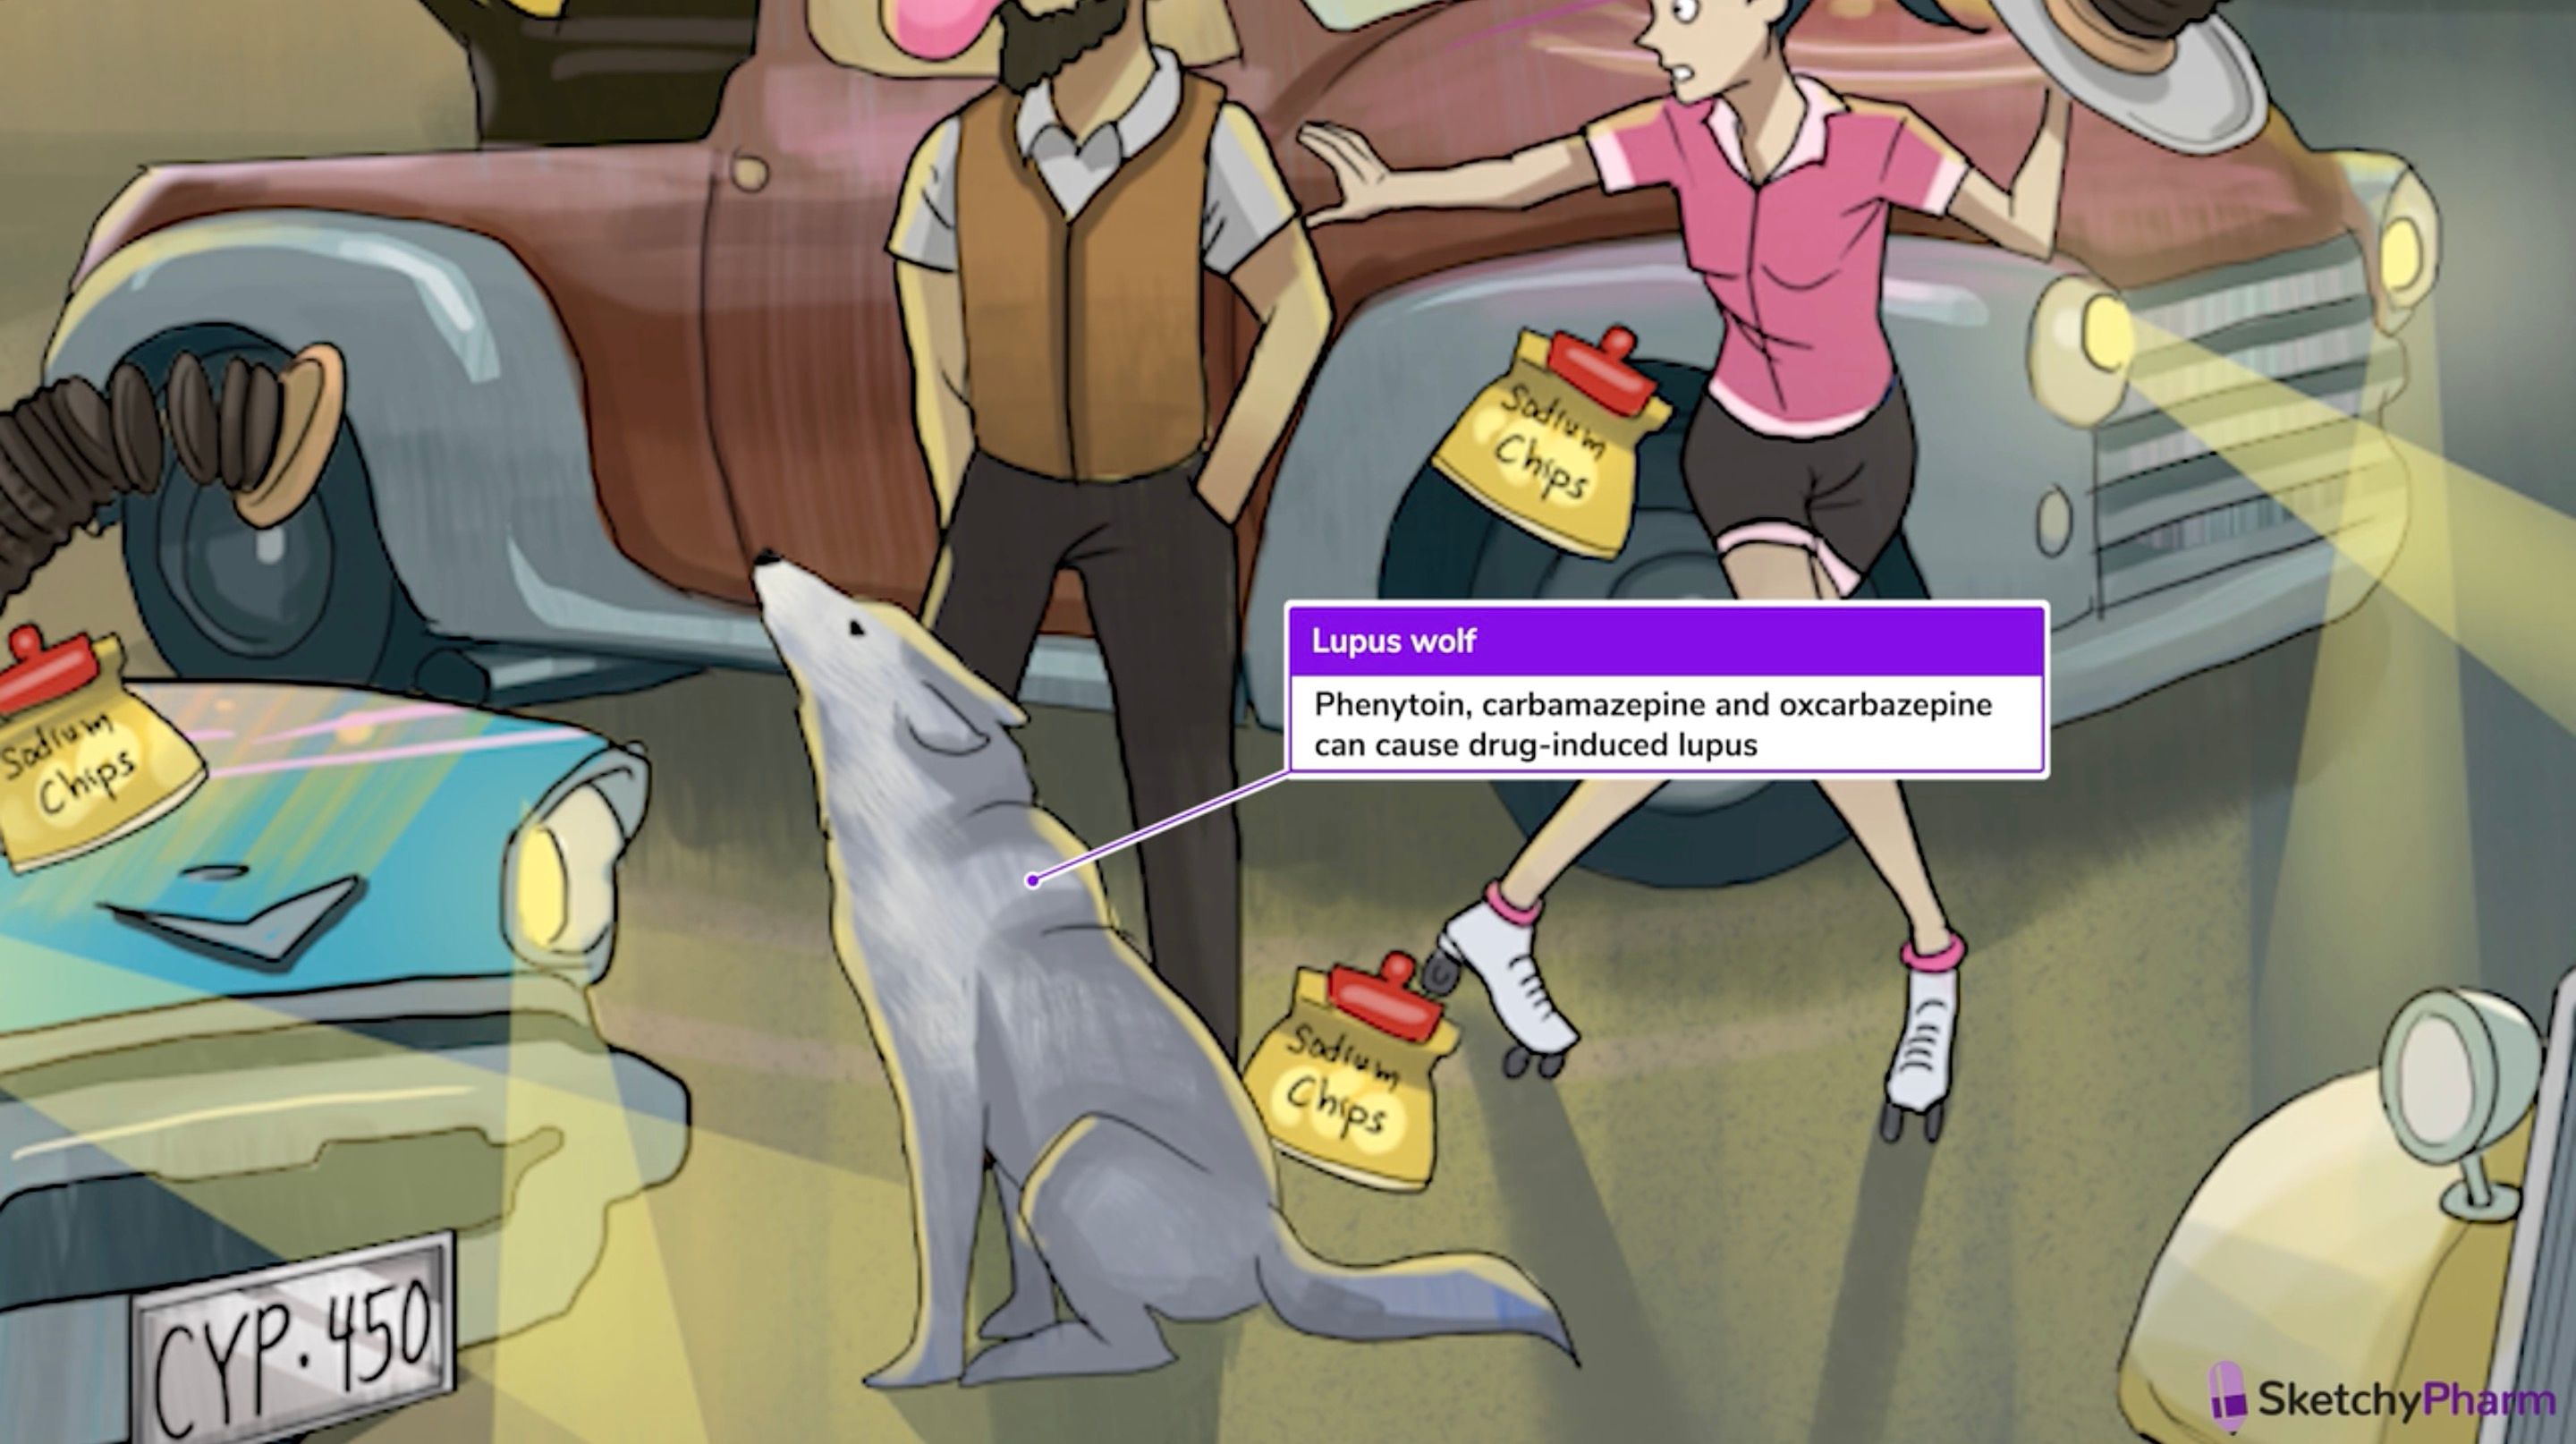 Sodium
Chips
Lupus wolf
Phenytoin, carbamazepine and oxcarbazepine
can cause drug-induced lupus
Sodium
Chips
Sodium
Chips
CYP.450
SketchyPharm